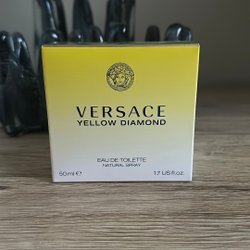 VERSACE
YELLOW DIAMOND
EAU DE TOILETTE
NATURAL SPRAY
50ml ℮ 1.7 US fl.oz.